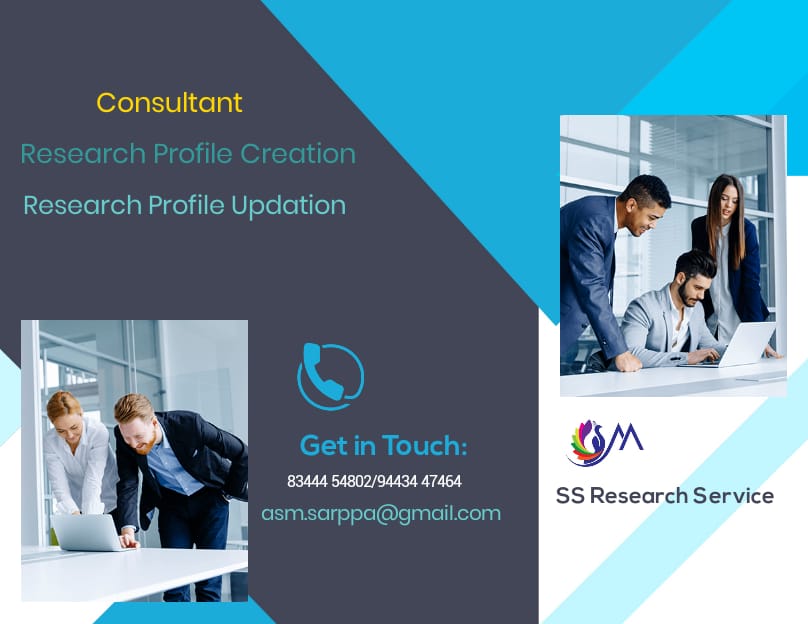 Consultant
Research Profile Creation
Research Profile Updation
Get in Touch:
83444 54802/94434 47464
asm.sarppa@gmail.com
M
SS Research Service